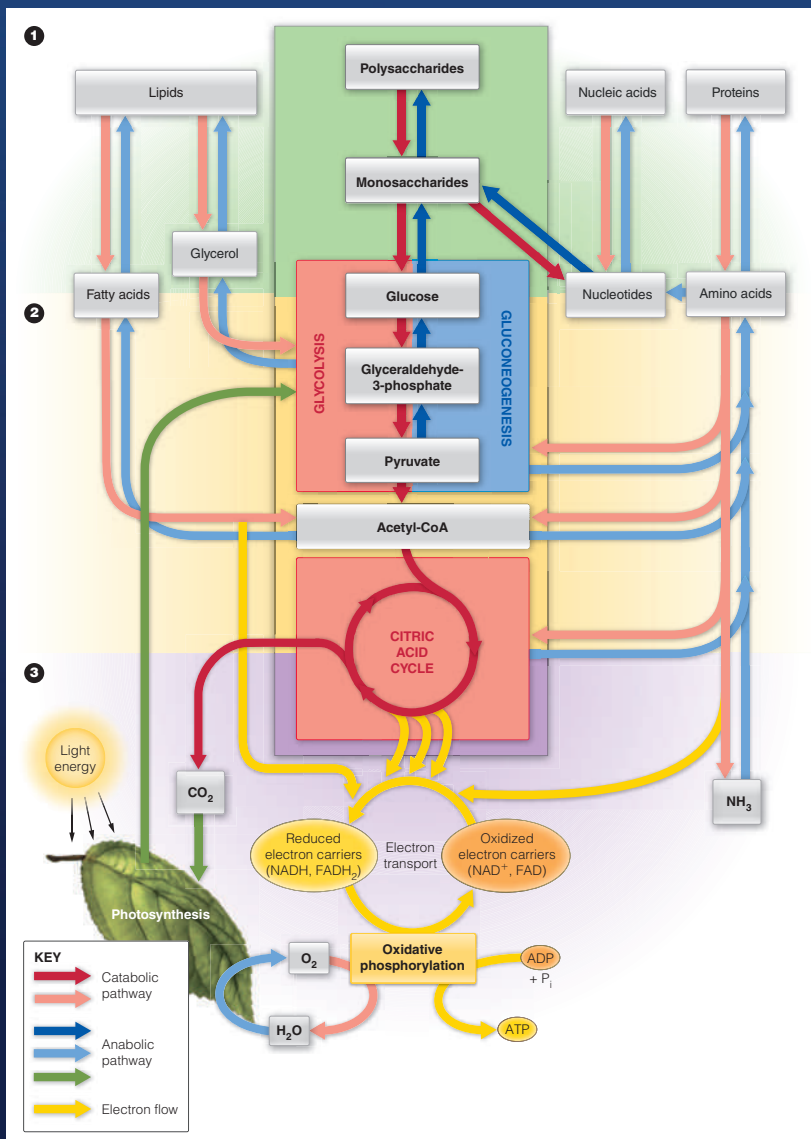 1
Polysaccharides
Lipids
Nucleic acids
Proteins
Monosaccharides
Glycerol
Fatty acids
Glucose
Nucleotides
Amino acids
2
GLYCOLYSIS
GLUCONEOGENESIS
Glyceraldehyde-
3-phosphate
Pyruvate
Acetyl-CoA
CITRIC
ACID
CYCLE
3
Light
energy
CO₂
NH₃
Reduced
electron carriers
(NADH, FADH₂)
Electron
transport
Oxidized
electron carriers
(NAD⁺, FAD)
Photosynthesis
Oxidative
phosphorylation
O₂
ADP
+ Pᵢ
H₂O
ATP
KEY
Catabolic
pathway
Anabolic
pathway
Electron flow